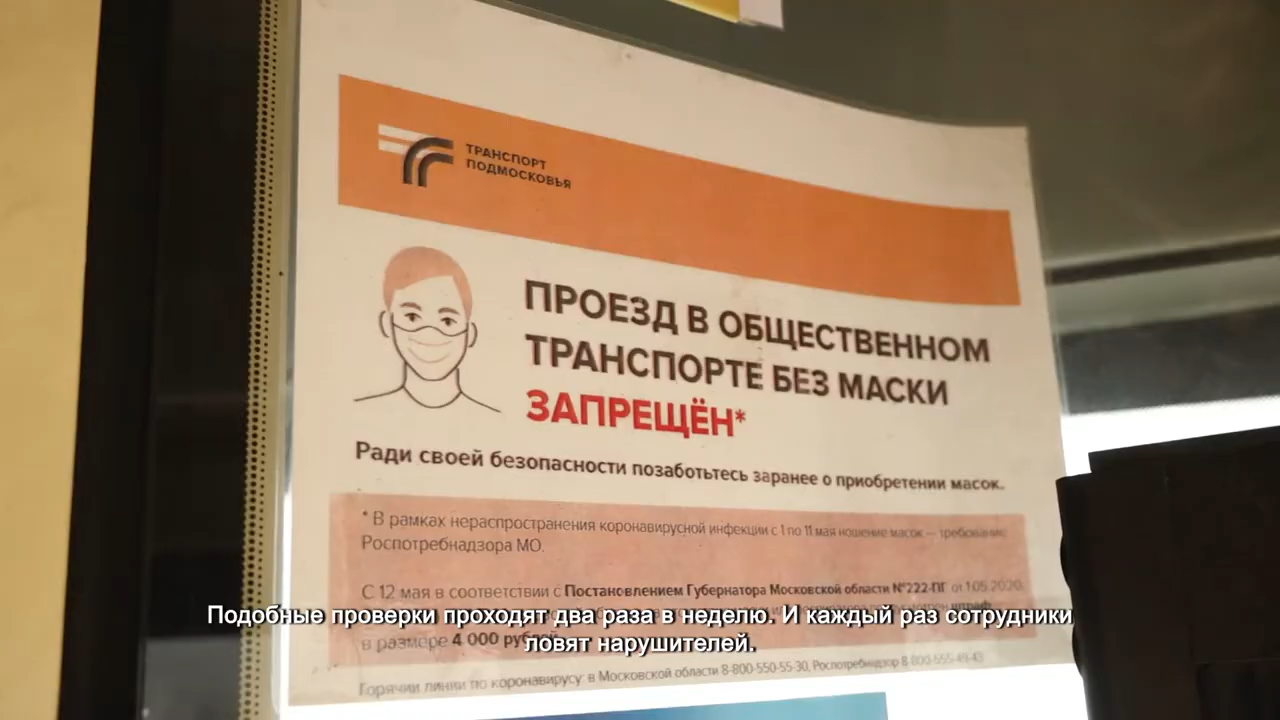 ТРАНСПОРТ
ПОДМОСКОВЬЯ
ПРОЕЗД В ОБЩЕСТВЕННОМ
ТРАНСПОРТЕ БЕЗ МАСКИ
ЗАПРЕЩЁН*
Ради своей безопасности позаботьтесь заранее о приобретении масок.
* В рамках нераспространения коронавирусной инфекции с 1 по 11 мая ношение масок — требование
Роспотребнадзора МО.
С 12 мая в соответствии с Постановлением Губернатора Московской области №222-ПГ от 1.05.2020
штраф
в размере 4 000 рублей
Горячии линии по коронавирусу: в Московской области 8-800-550-55-30, Роспотребнадзор 8 800-555-49-43
Подобные проверки проходят два раза в неделю. И каждый раз сотрудники
ловят нарушителей.